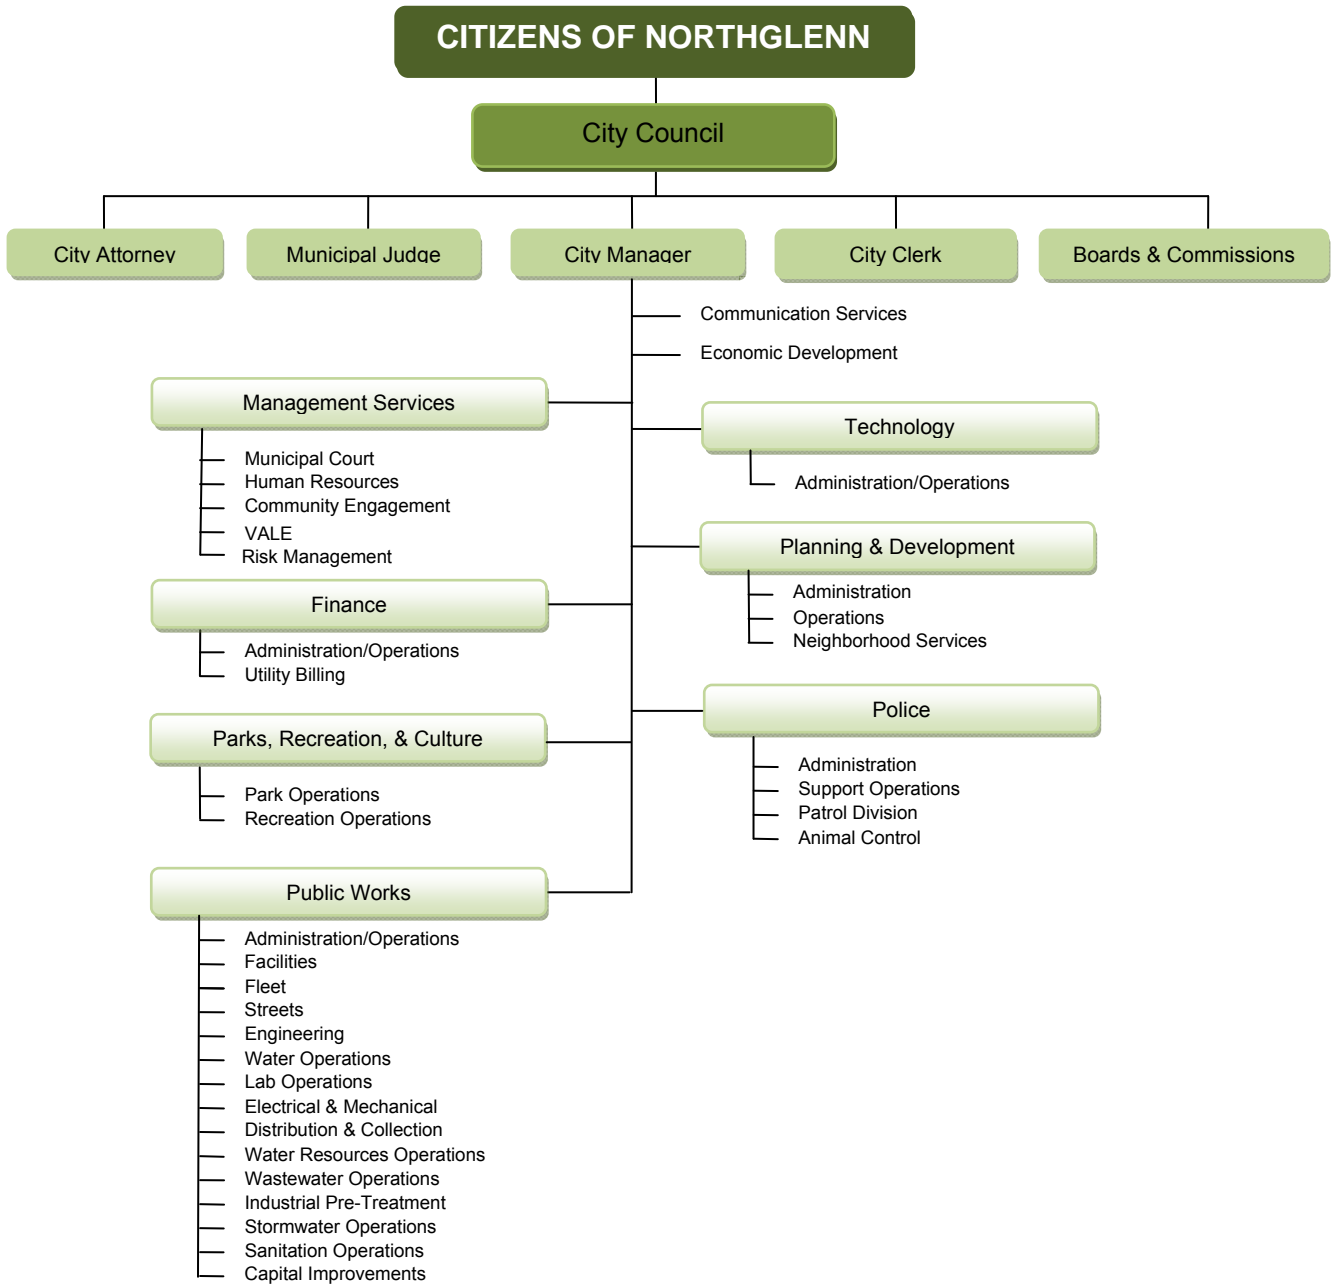 CITIZENS OF NORTHGLENN
City Council
City Attorney
Municipal Judge
City Manager
City Clerk
Boards & Commissions
Communication Services
Economic Development
Management Services
Municipal Court
Human Resources
Community Engagement
VALE
Risk Management
Technology
Administration/Operations
Planning & Development
Administration
Operations
Neighborhood Services
Finance
Administration/Operations
Utility Billing
Police
Administration
Support Operations
Patrol Division
Animal Control
Parks, Recreation, & Culture
Park Operations
Recreation Operations
Public Works
Administration/Operations
Facilities
Fleet
Streets
Engineering
Water Operations
Lab Operations
Electrical & Mechanical
Distribution & Collection
Water Resources Operations
Wastewater Operations
Industrial Pre-Treatment
Stormwater Operations
Sanitation Operations
Capital Improvements